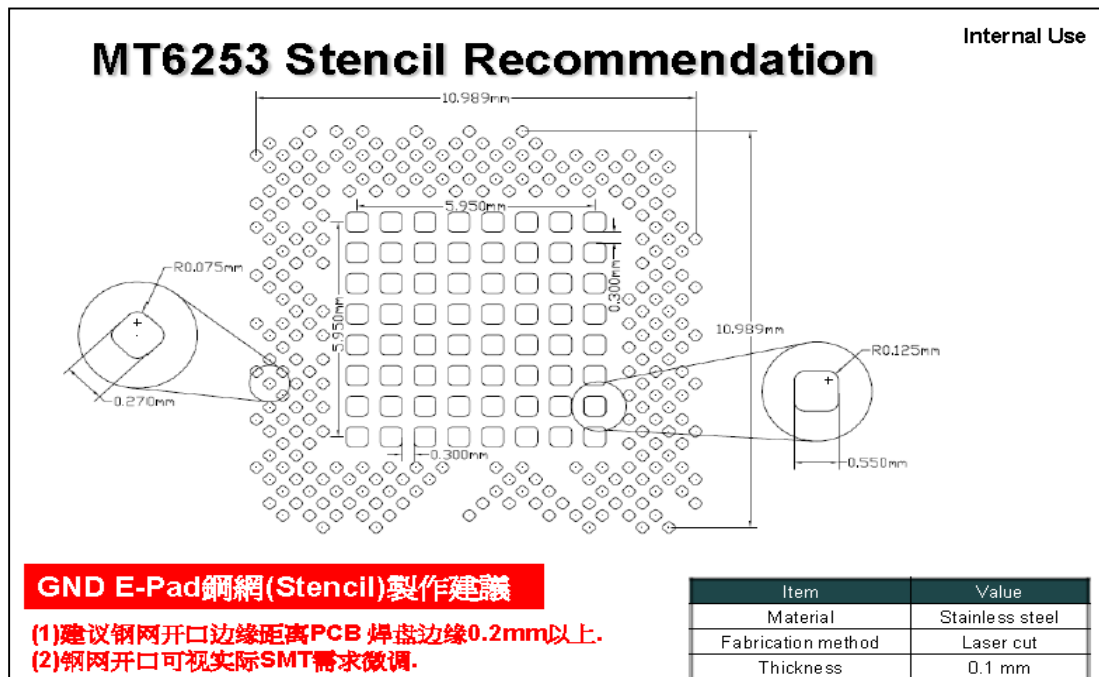 Internal Use
MT6253 Stencil Recommendation
10.989mm
5.950mm
R0.075mm
0.300mm
5.950mm
10.989mm
R0.125mm
0.270mm
0.300mm
0.550mm
GND E-Pad鋼網(Stencil)製作建議
(1)建议钢网开口边缘距离PCB 焊盘边缘0.2mm以上.
(2)钢网开口可视实际SMT需求微调.
Item Value
Material Stainless steel
Fabrication method Laser cut
Thickness 0.1 mm